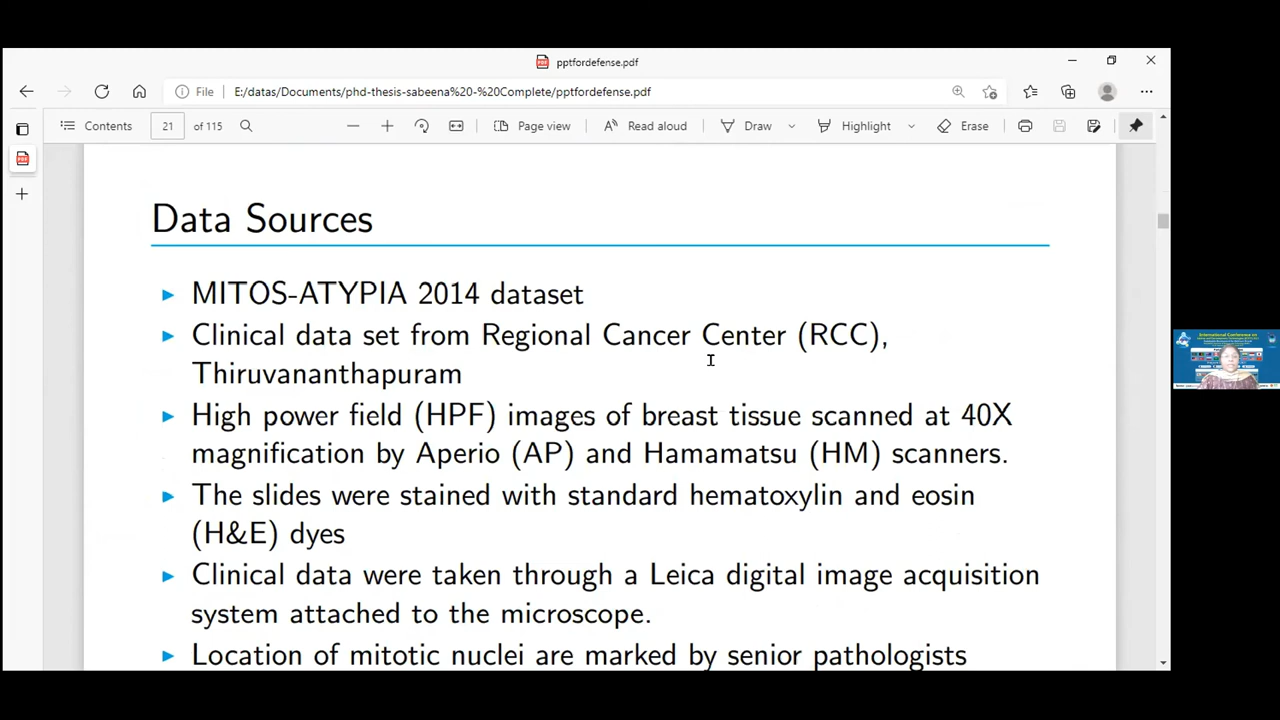 pptfordefense.pdf
File E:/datas/Documents/phd-thesis-sabeena%20-%20Complete/pptfordefense.pdf
Contents 21 of 115 Page view Read aloud Draw Highlight Erase
Data Sources
MITOS-ATYPIA 2014 dataset
Clinical data set from Regional Cancer Center (RCC),
Thiruvananthapuram
High power field (HPF) images of breast tissue scanned at 40X
magnification by Aperio (AP) and Hamamatsu (HM) scanners.
The slides were stained with standard hematoxylin and eosin
(H&E) dyes
Clinical data were taken through a Leica digital image acquisition
system attached to the microscope.
Location of mitotic nuclei are marked by senior pathologists
International Conference on